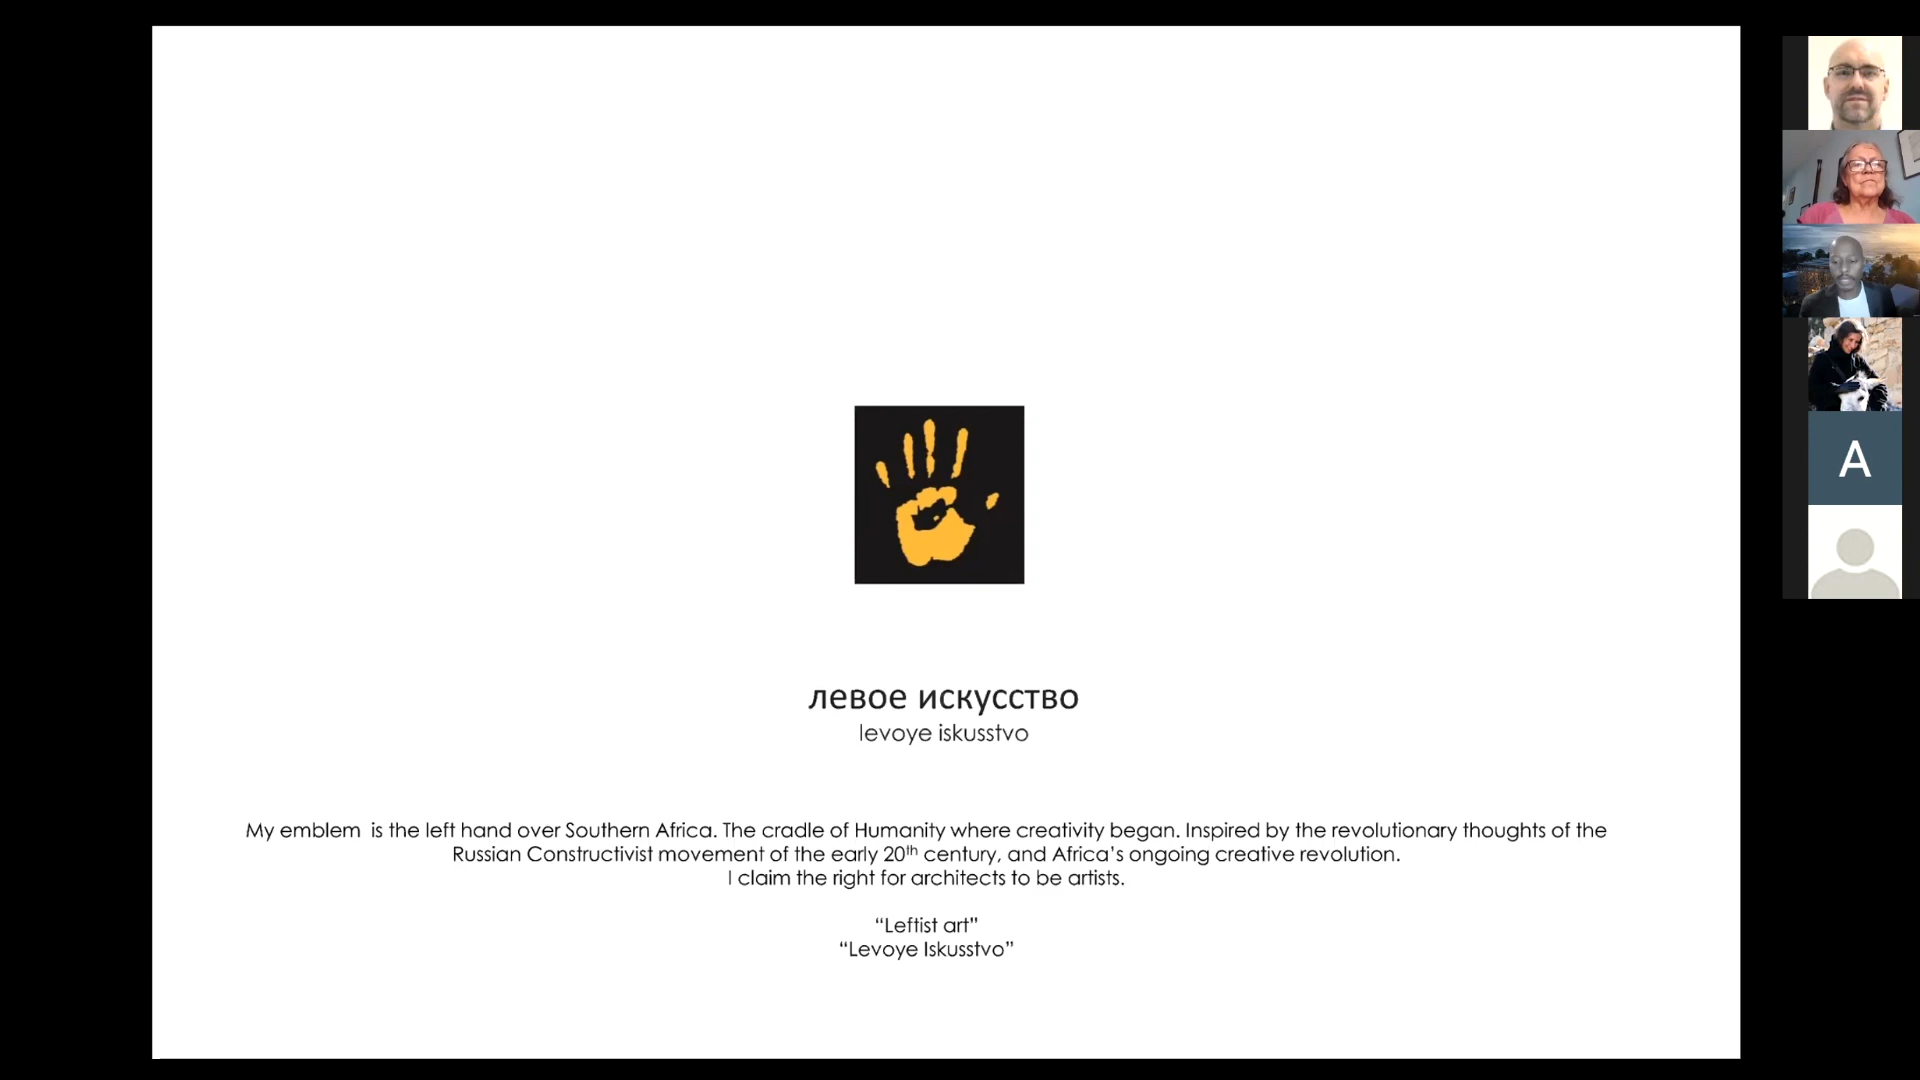 левое искусство
levoye iskusstvo
My emblem  is the left hand over Southern Africa. The cradle of Humanity where creativity began. Inspired by the revolutionary thoughts of the
Russian Constructivist movement of the early 20th century, and Africa’s ongoing creative revolution.
I claim the right for architects to be artists.
“Leftist art”
“Levoye Iskusstvo”
A